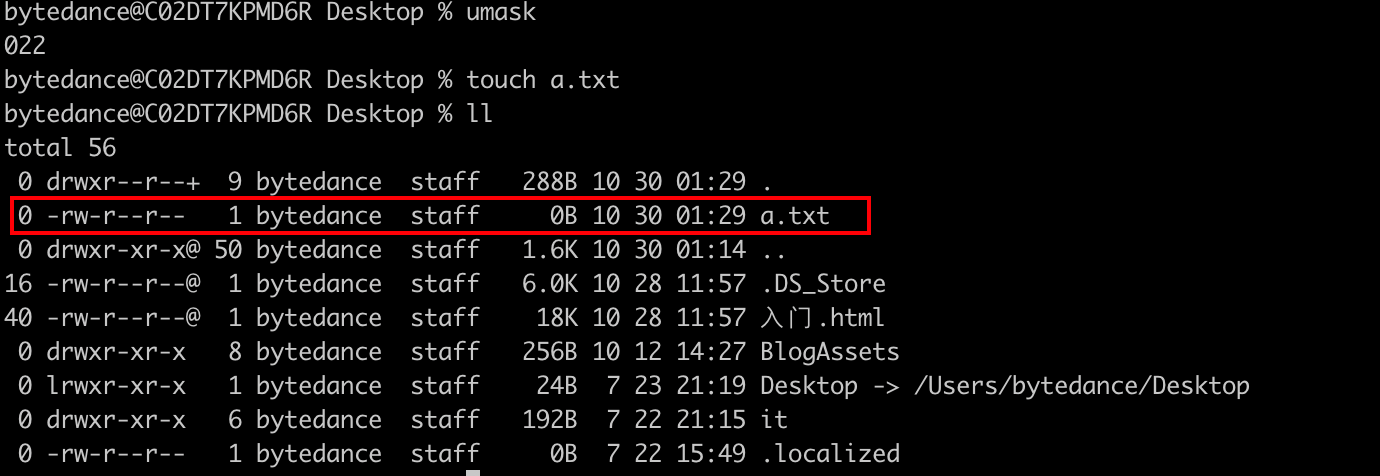 bytedance@C02DT7KPMD6R Desktop % umask
022
bytedance@C02DT7KPMD6R Desktop % touch a.txt
bytedance@C02DT7KPMD6R Desktop % ll
total 56
 0 drwxr--r--+  9 bytedance  staff   288B 10 30 01:29 .
 0 -rw-r--r--   1 bytedance  staff     0B 10 30 01:29 a.txt
 0 drwxr-xr-x@ 50 bytedance  staff   1.6K 10 30 01:14 ..
16 -rw-r--r--@  1 bytedance  staff   6.0K 10 28 11:57 .DS_Store
40 -rw-r--r--@  1 bytedance  staff    18K 10 28 11:57 入门.html
 0 drwxr-xr-x   8 bytedance  staff   256B 10 12 14:27 BlogAssets
 0 lrwxr-xr-x   1 bytedance  staff    24B  7 23 21:19 Desktop -> /Users/bytedance/Desktop
 0 drwxr-xr-x   6 bytedance  staff   192B  7 22 21:15 it
 0 -rw-r--r--   1 bytedance  staff     0B  7 22 15:49 .localized